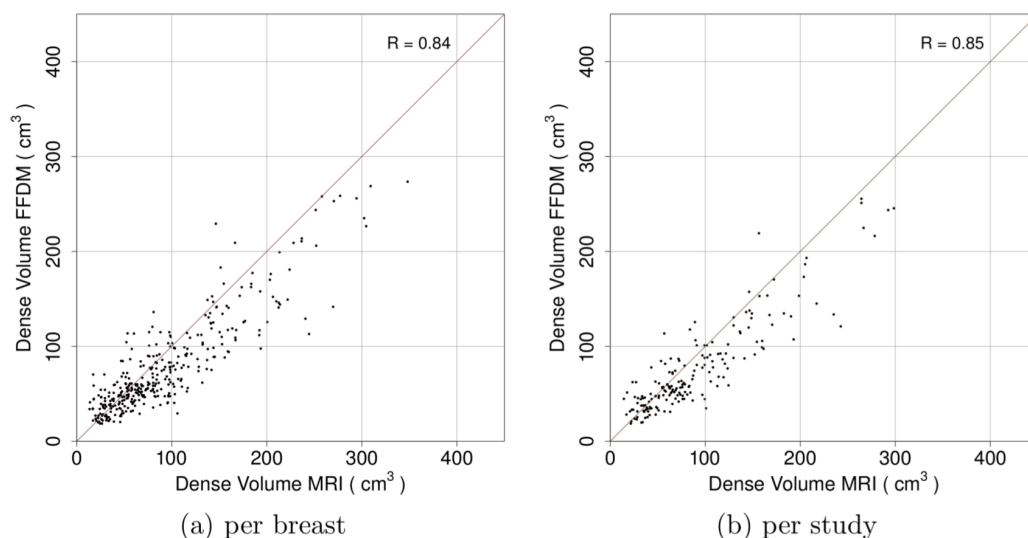 R = 0.84
400
300
200
100
0
Dense Volume FFDM ( cm³ )
0 100 200 300 400
Dense Volume MRI ( cm³ )
(a) per breast
R = 0.85
400
300
200
100
0
Dense Volume FFDM ( cm³ )
0 100 200 300 400
Dense Volume MRI ( cm³ )
(b) per study